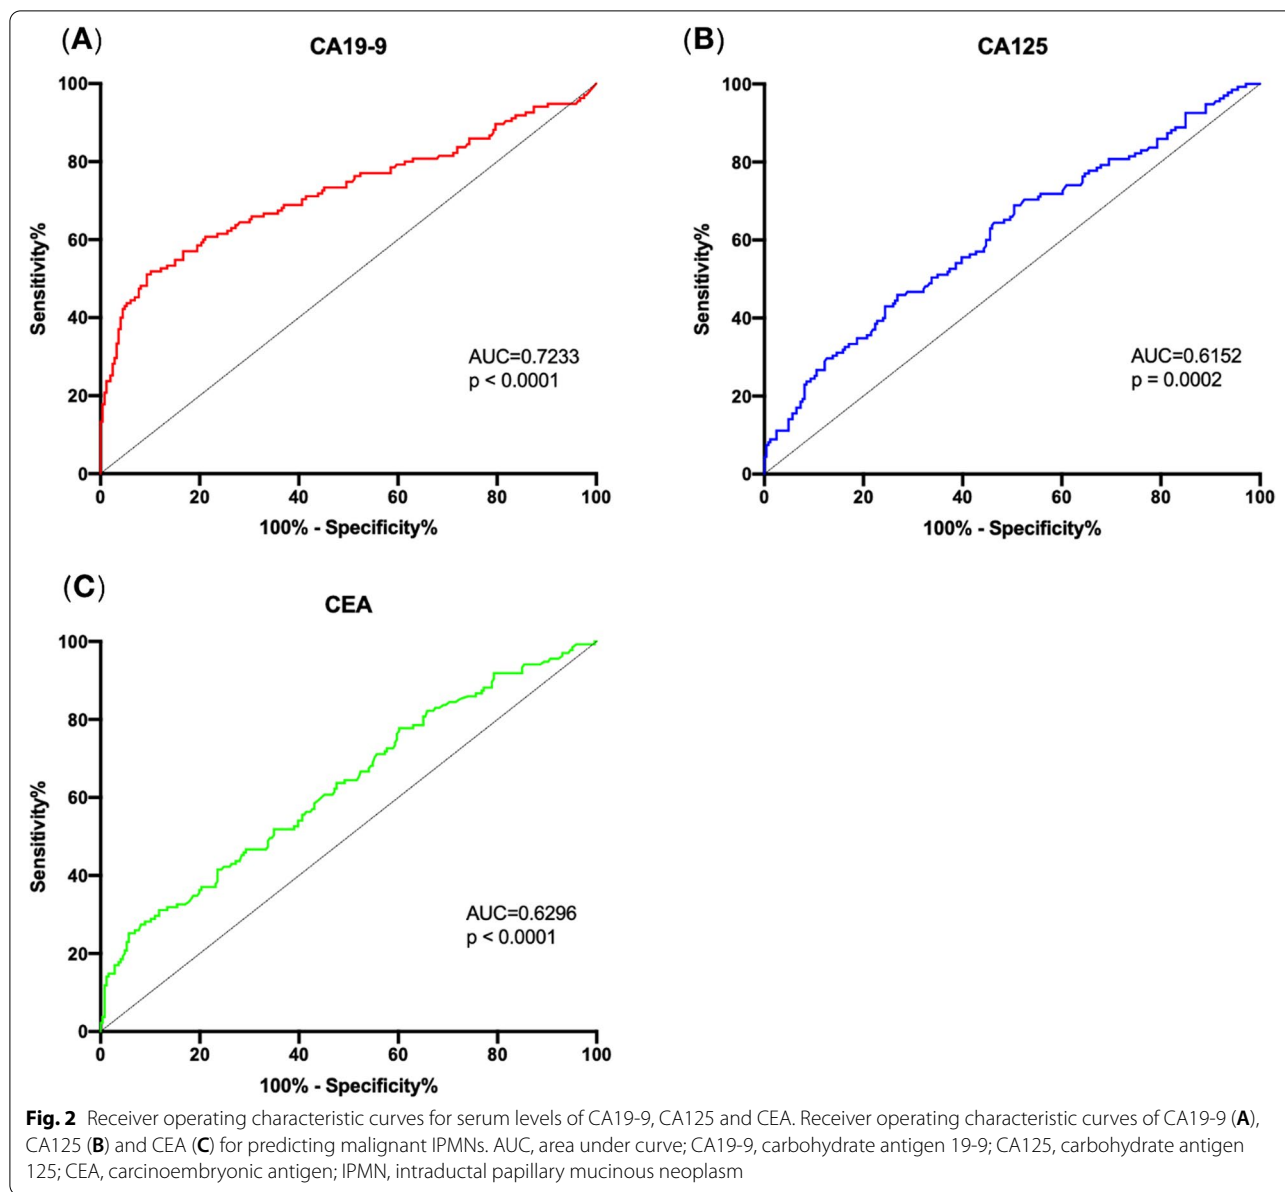 (A)
CA19-9
100
80
60
40
20
0
Sensitivity%
AUC=0.7233
p < 0.0001
0 20 40 60 80 100
100% - Specificity%
(B)
CA125
100
80
60
40
20
0
Sensitivity%
AUC=0.6152
p = 0.0002
0 20 40 60 80 100
100% - Specificity%
(C)
CEA
100
80
60
40
20
0
Sensitivity%
AUC=0.6296
p < 0.0001
0 20 40 60 80 100
100% - Specificity%
Fig. 2 Receiver operating characteristic curves for serum levels of CA19-9, CA125 and CEA. Receiver operating characteristic curves of CA19-9 (A),
CA125 (B) and CEA (C) for predicting malignant IPMNs. AUC, area under curve; CA19-9, carbohydrate antigen 19-9; CA125, carbohydrate antigen
125; CEA, carcinoembryonic antigen; IPMN, intraductal papillary mucinous neoplasm